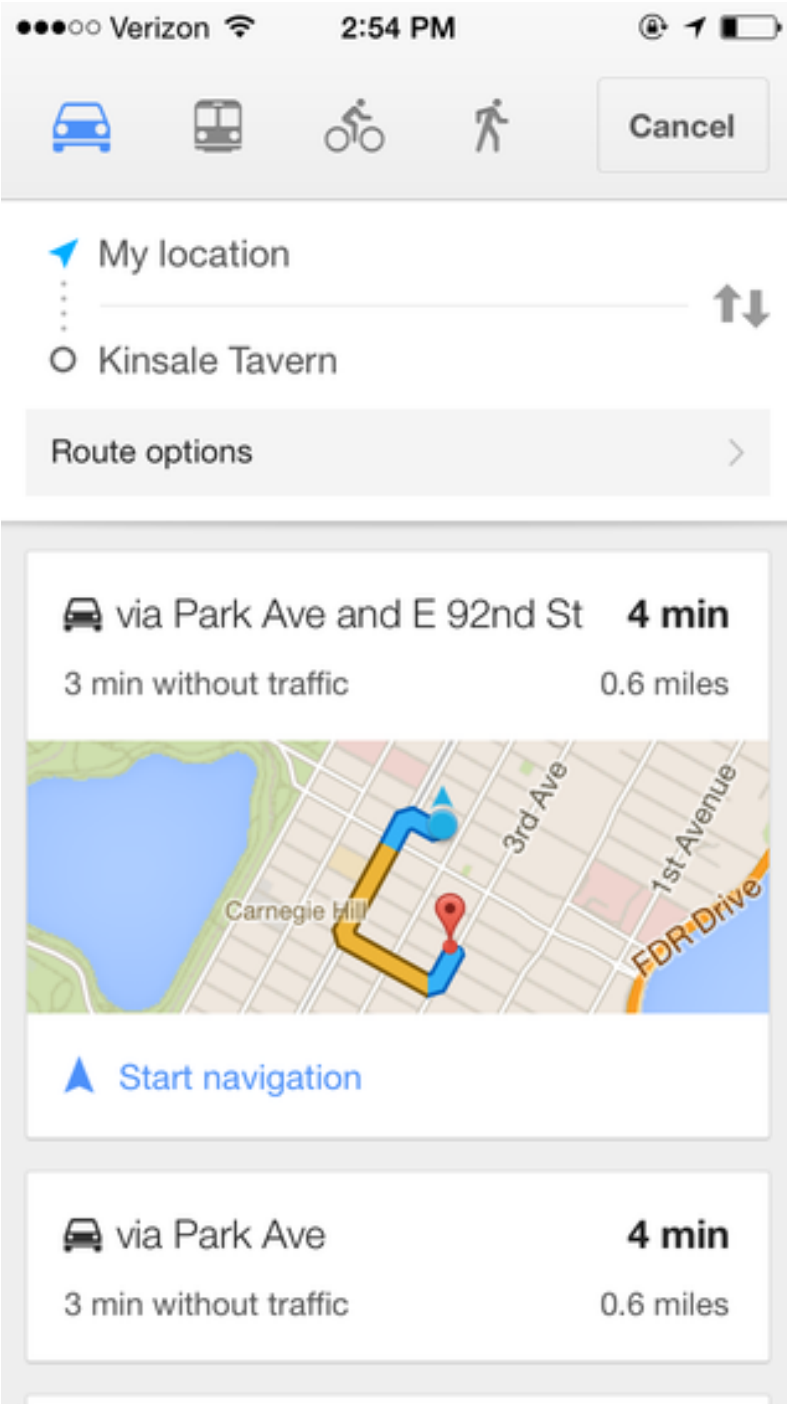 Verizon 2:54 PM
Cancel
My location
Kinsale Tavern
Route options
via Park Ave and E 92nd St 4 min
3 min without traffic 0.6 miles
3rd Ave
1st Avenue
Carnegie Hill
FDR Drive
Start navigation
via Park Ave 4 min
3 min without traffic 0.6 miles